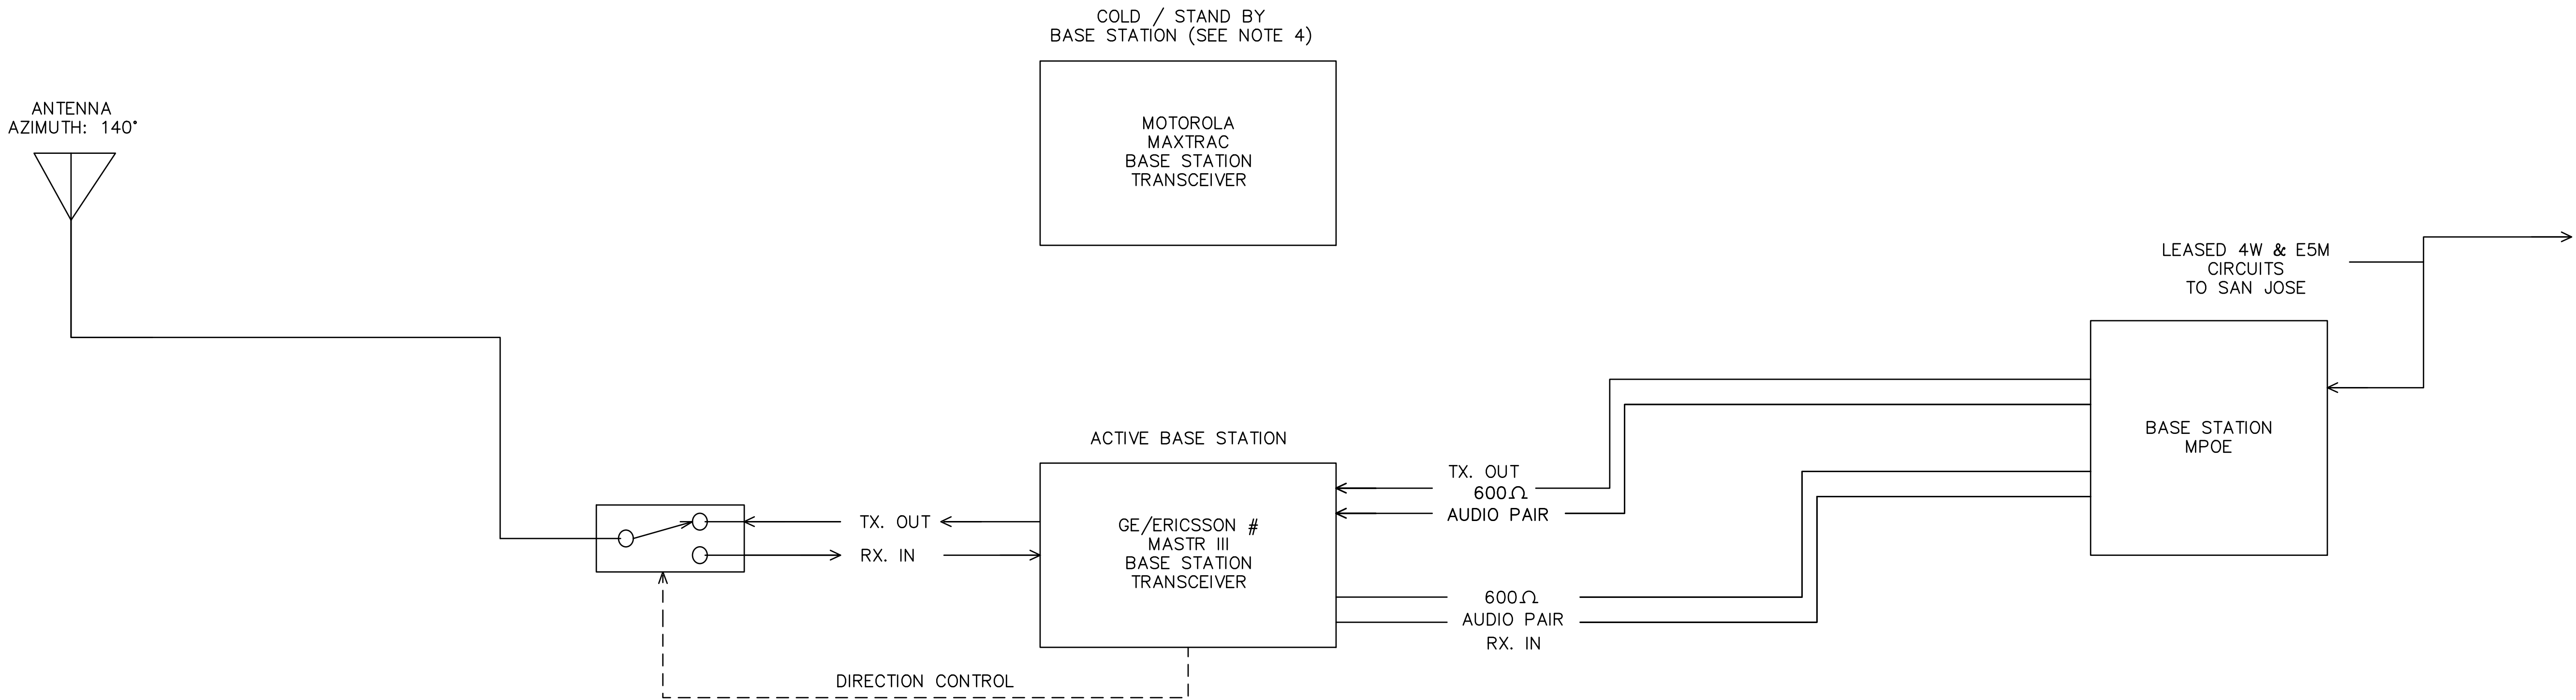 COLD / STAND BY
BASE STATION (SEE NOTE 4)
MOTOROLA
MAXTRAC
BASE STATION
TRANSCEIVER
ANTENNA
AZIMUTH: 140°
LEASED 4W & E5M
CIRCUITS
TO SAN JOSE
BASE STATION
MPOE
ACTIVE BASE STATION
GE/ERICSSON #
MASTR III
BASE STATION
TRANSCEIVER
TX. OUT
RX. IN
TX. OUT
600Ω
AUDIO PAIR
600Ω
AUDIO PAIR
RX. IN
DIRECTION CONTROL